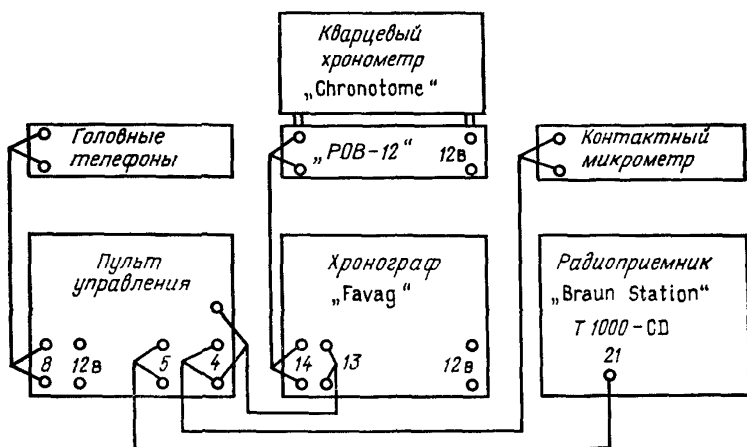 Кварцевый
хронометр
„Chronotome“
Головные
телефоны
„РОВ-12“ 12в
Контактный
микрометр
Пульт
управления
8 12в 5 4
Хронограф
„Favag“
14 13 12в
Радиоприемник
„Braun Station“
T 1000-CD
21